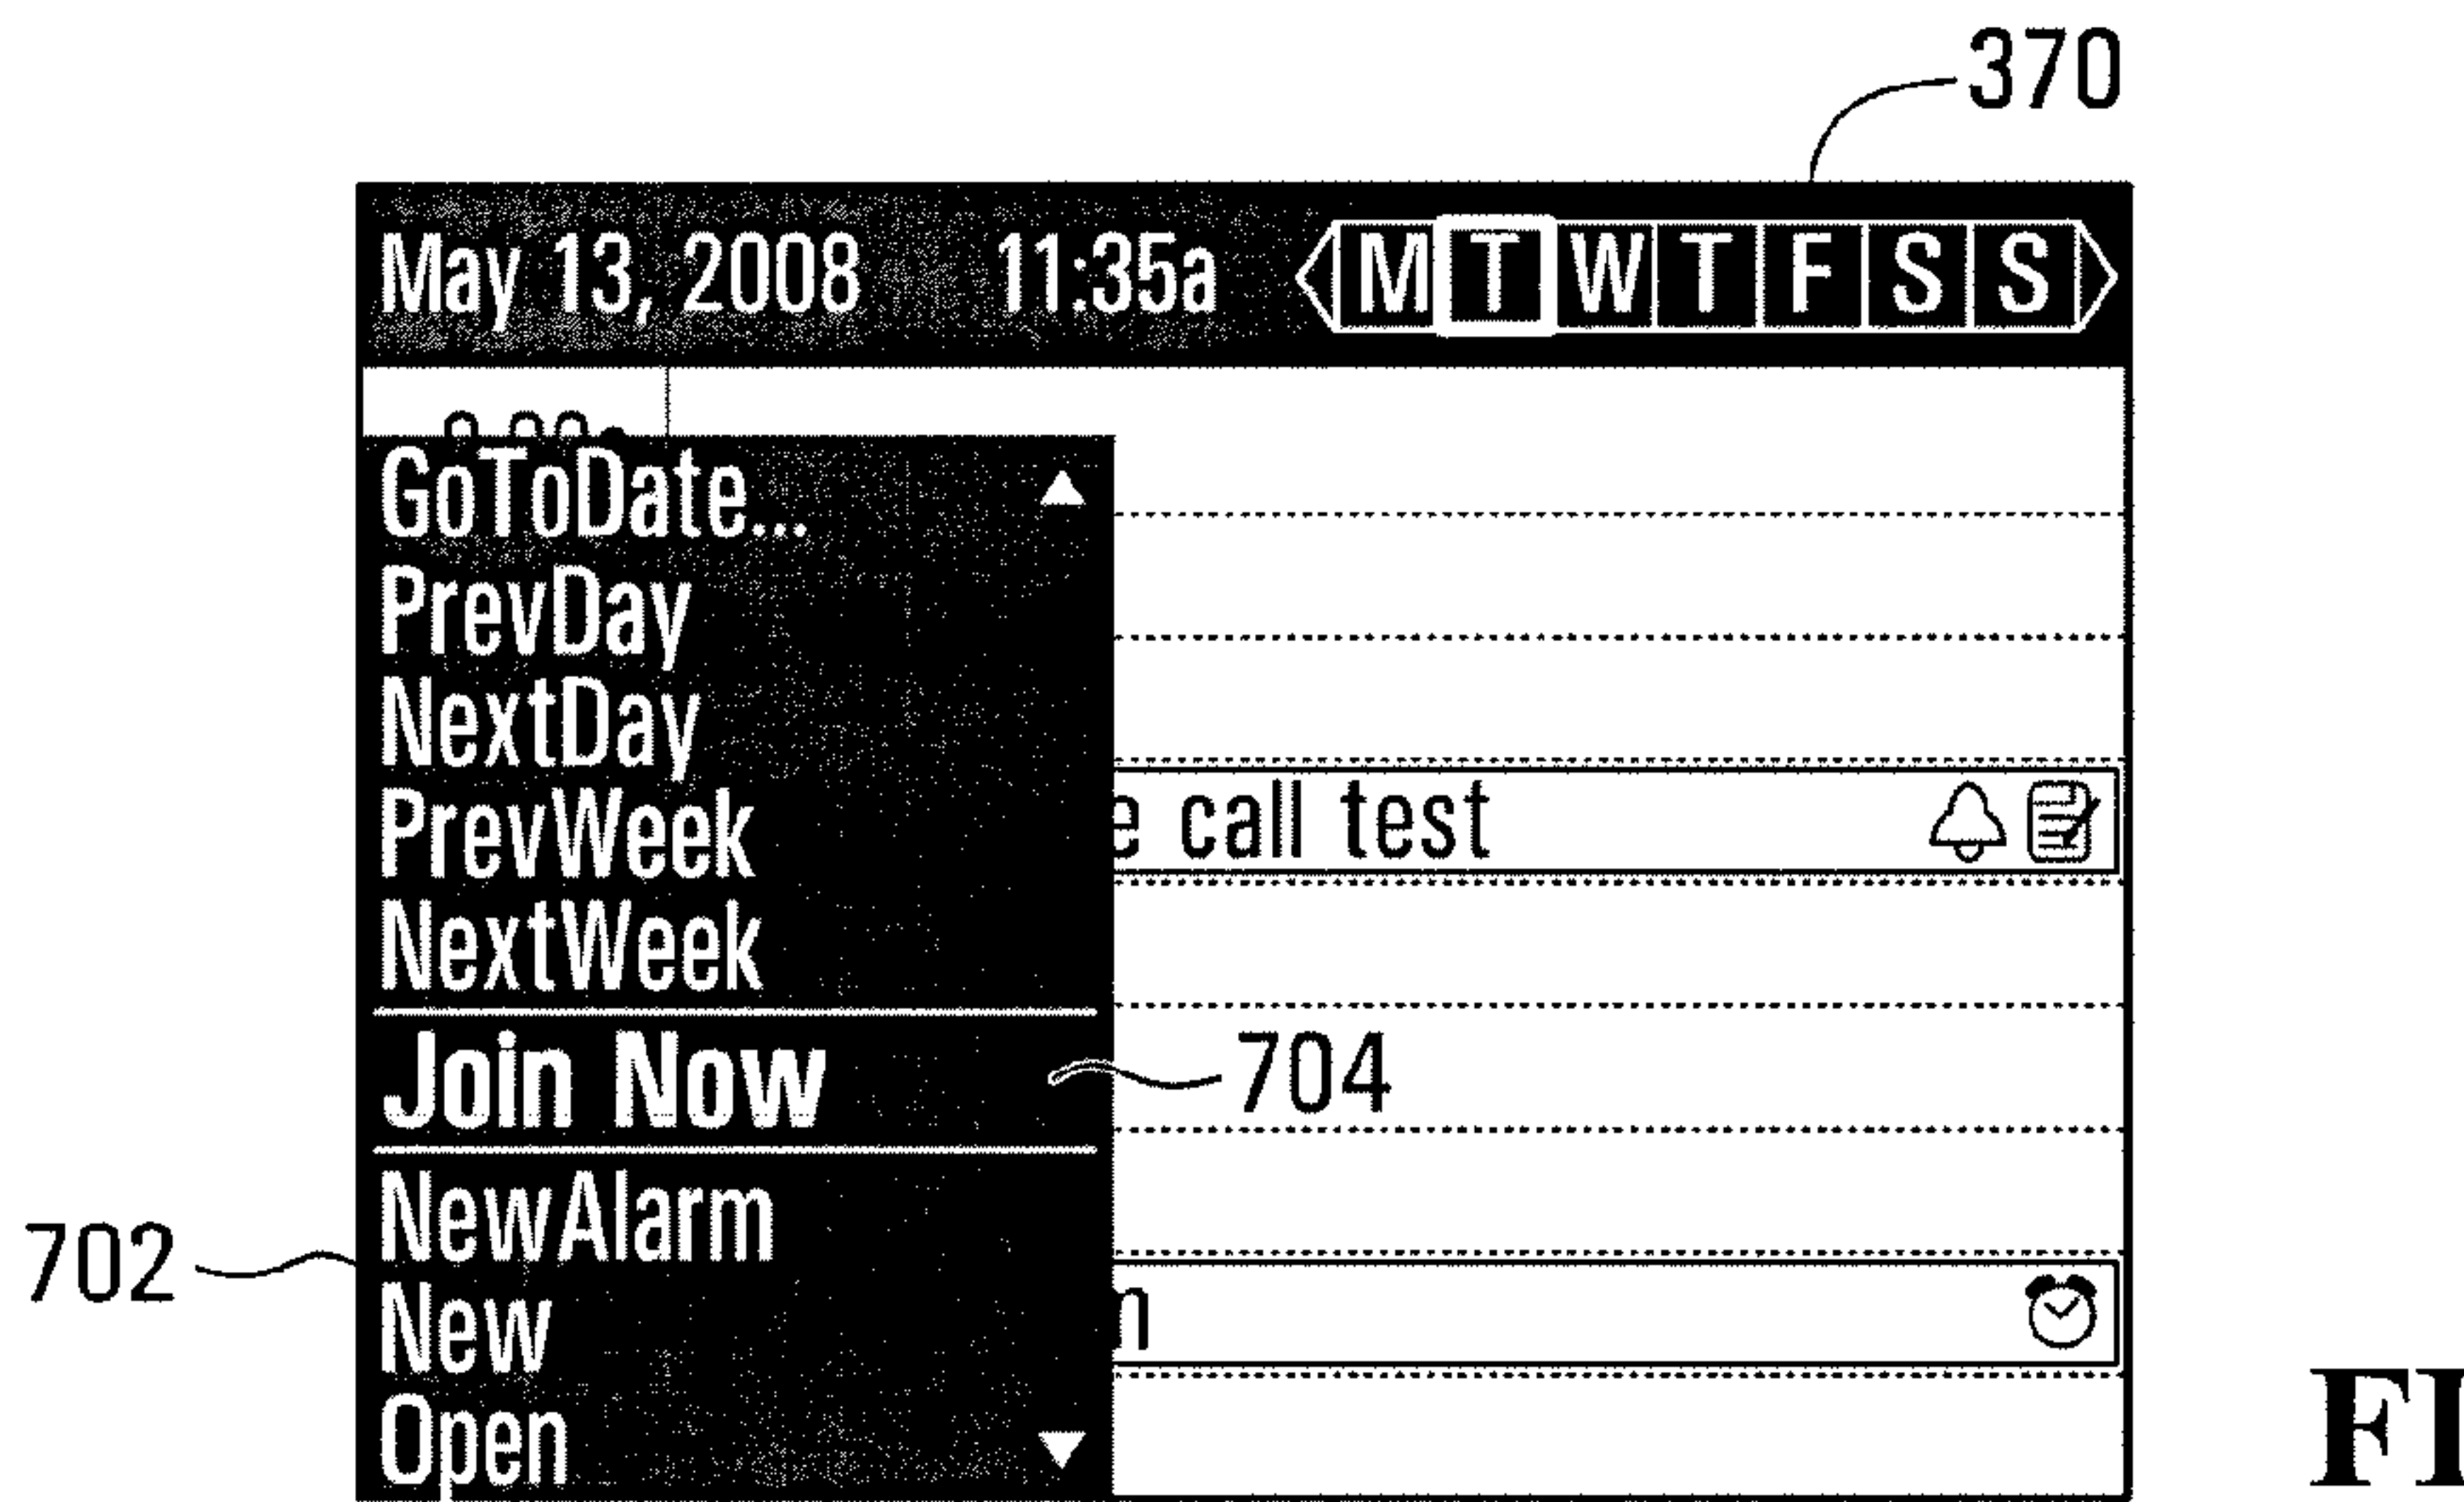 370
May 13, 2008 11:35a M T W T F S S
GoToDate...
PrevDay
NextDay
PrevWeek
call test
NextWeek
Join Now
704
NewAlarm
702
New
Open